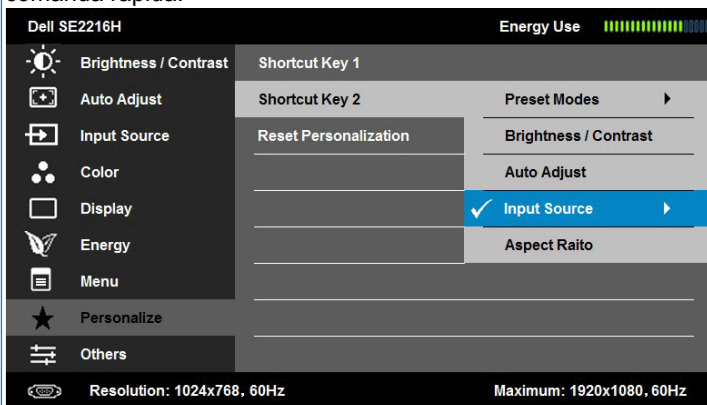 comandă rapidă.
Dell SE2216H Energy Use
Brightness / Contrast Shortcut Key 1
Auto Adjust Shortcut Key 2 Preset Modes
Input Source Reset Personalization Brightness / Contrast
Color Auto Adjust
Display Input Source
Energy Aspect Raito
Menu
Personalize
Others
Resolution: 1024x768, 60Hz Maximum: 1920x1080, 60Hz